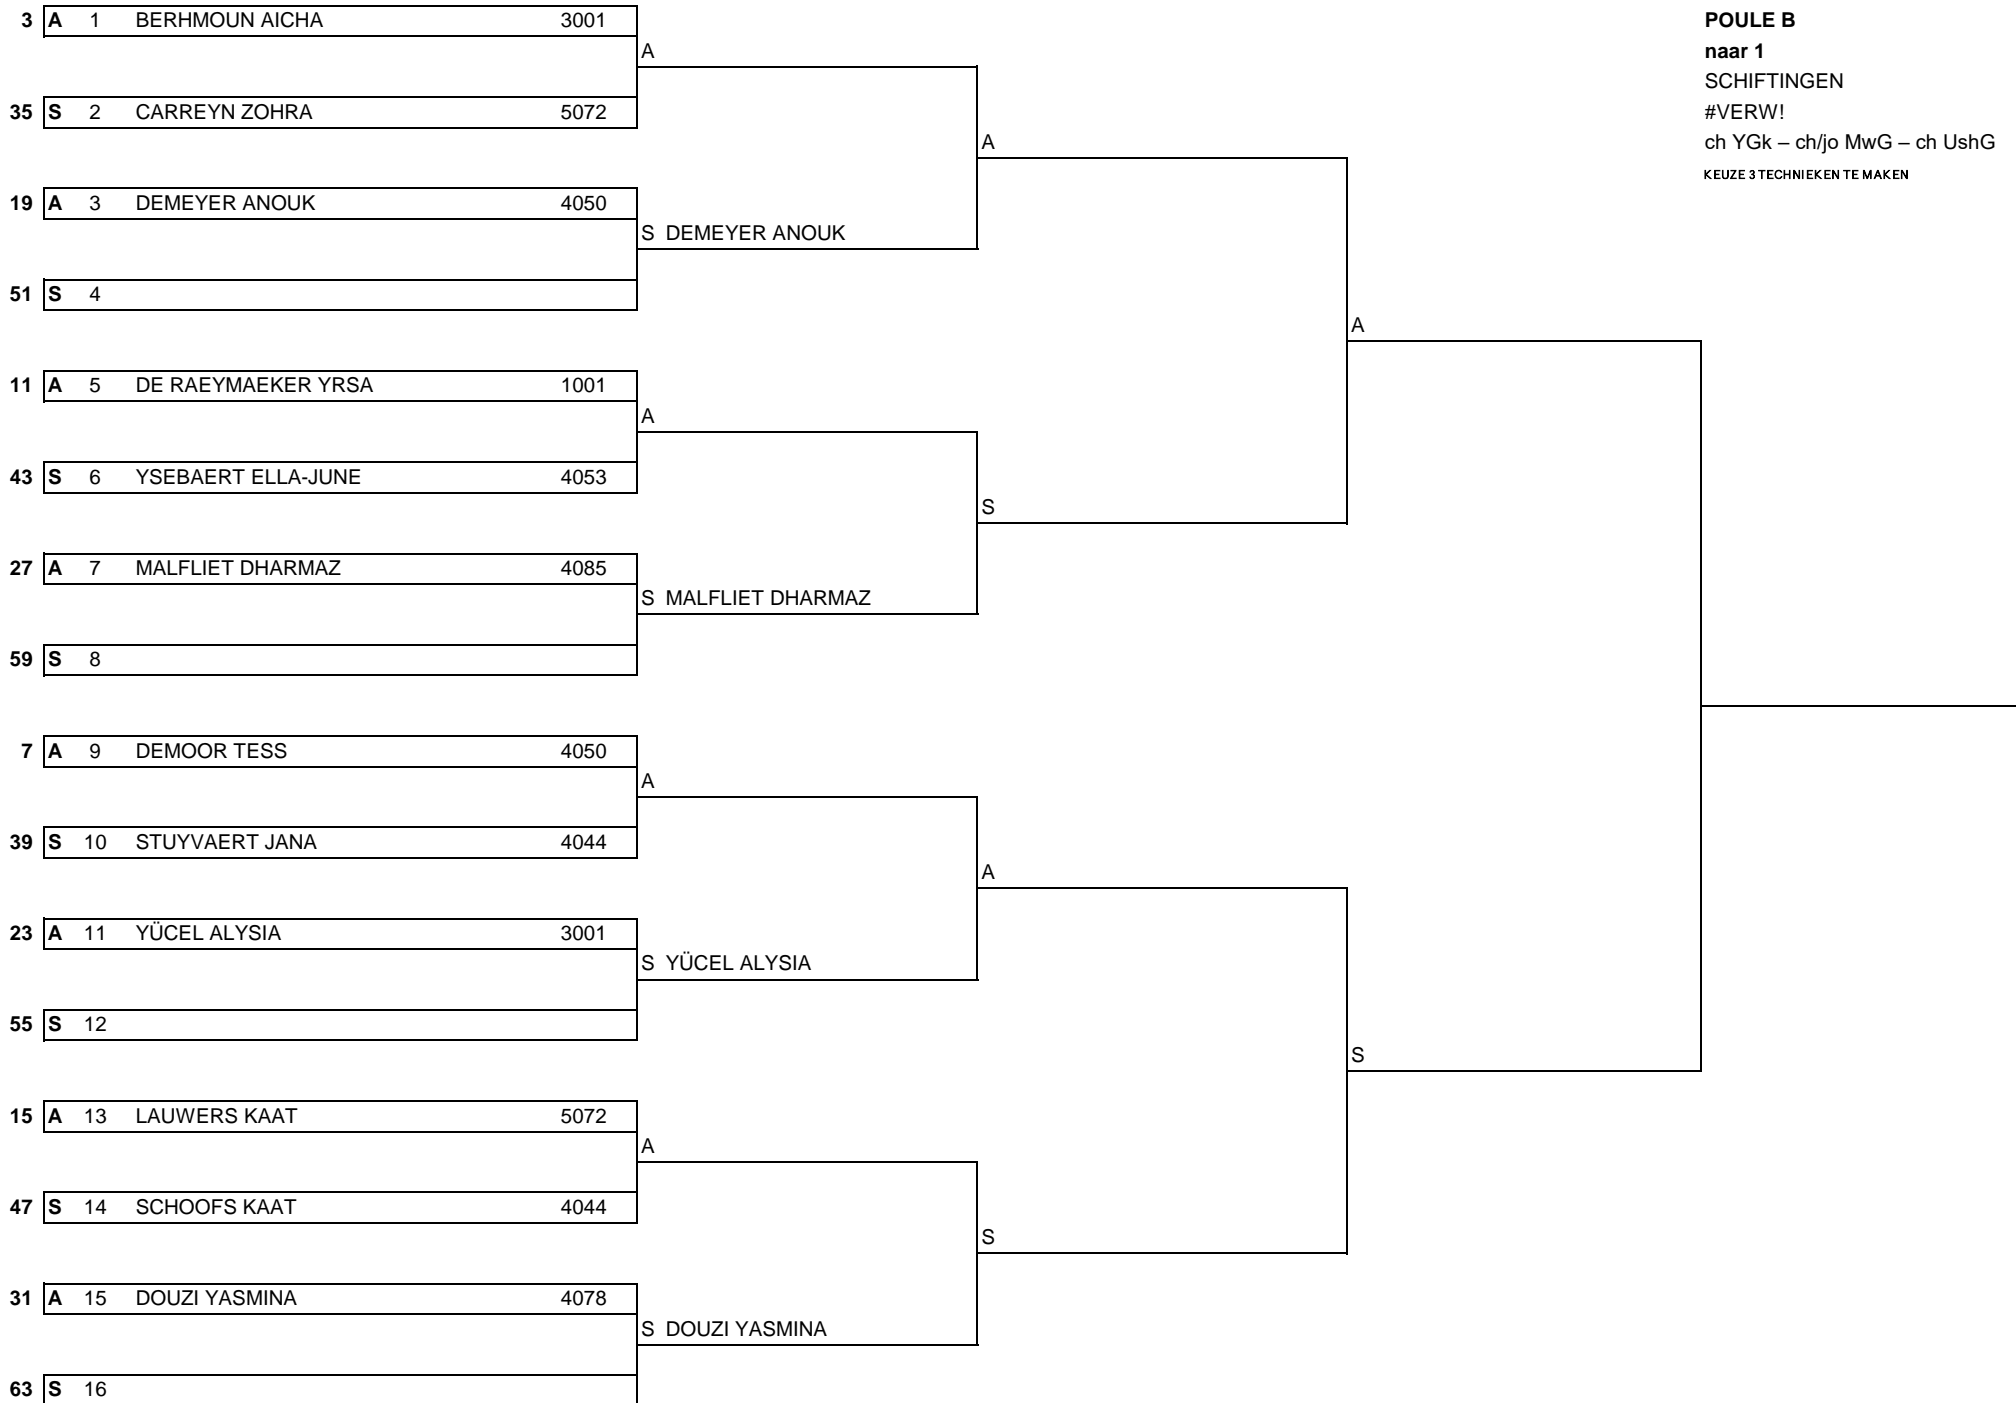 3 A 1 BERHMOUN AICHA 3001
POULE B
A
naar 1
SCHIFTINGEN
35 S 2 CARREYN ZOHRA 5072
#VERW!
A
ch YGk – ch/jo MwG – ch UshG
KEUZE 3 TECHNIEKEN TE MAKEN
19 A 3 DEMEYER ANOUK 4050
S DEMEYER ANOUK
51 S 4
A
11 A 5 DE RAEYMAEKER YRSA 1001
A
43 S 6 YSEBAERT ELLA-JUNE 4053
S
27 A 7 MALFLIET DHARMAZ 4085
S MALFLIET DHARMAZ
59 S 8
7 A 9 DEMOOR TESS 4050
A
39 S 10 STUYVAERT JANA 4044
A
23 A 11 YÜCEL ALYSIA 3001
S YÜCEL ALYSIA
55 S 12
S
15 A 13 LAUWERS KAAT 5072
A
47 S 14 SCHOOFS KAAT 4044
S
31 A 15 DOUZI YASMINA 4078
S DOUZI YASMINA
63 S 16